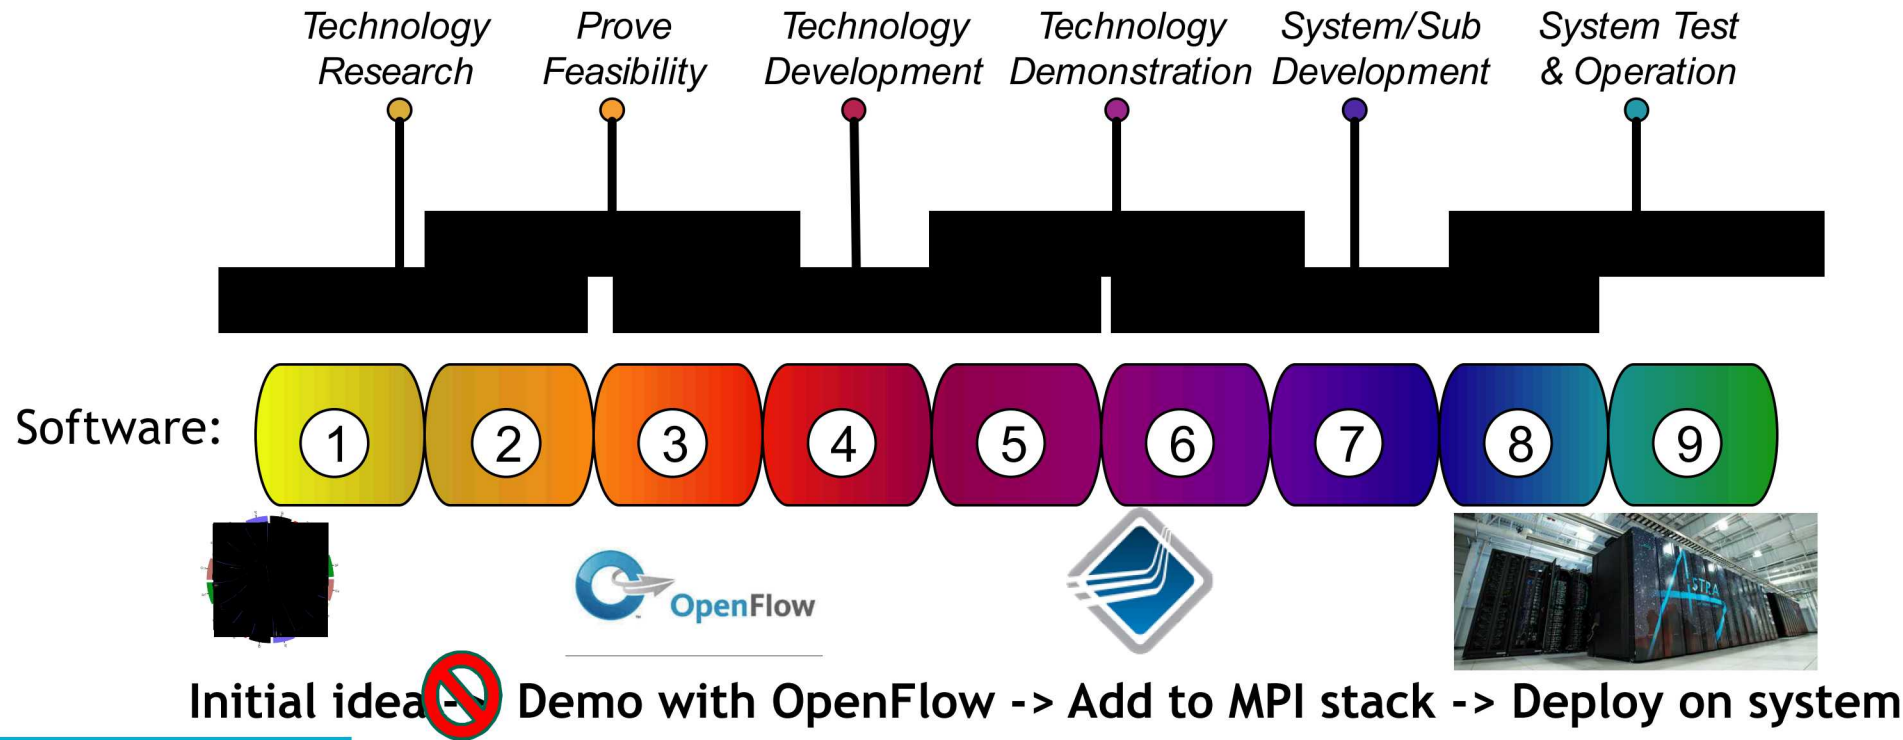 Technology Research
Prove Feasibility
Technology Development
Technology Demonstration
System/Sub Development
System Test & Operation
Software:
1 2 3 4 5 6 7 8 9
OpenFlow
ASTRA
Initial idea -> Demo with OpenFlow -> Add to MPI stack -> Deploy on system